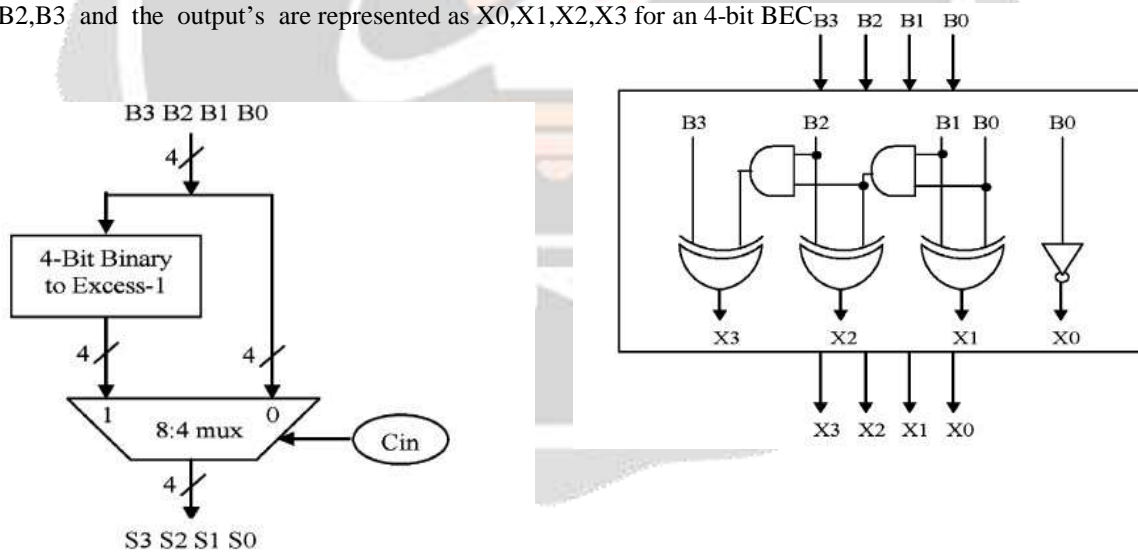 B2,B3 and the output's are represented as X0,X1,X2,X3 for an 4-bit BEC
B3 B2 B1 B0
4
4-Bit Binary
to Excess-1
4
4
1
0
8:4 mux
Cin
4
S3 S2 S1 S0
B3 B2 B1 B0
B3 B2 B1 B0 B0
X3 X2 X1 X0
X3 X2 X1 X0